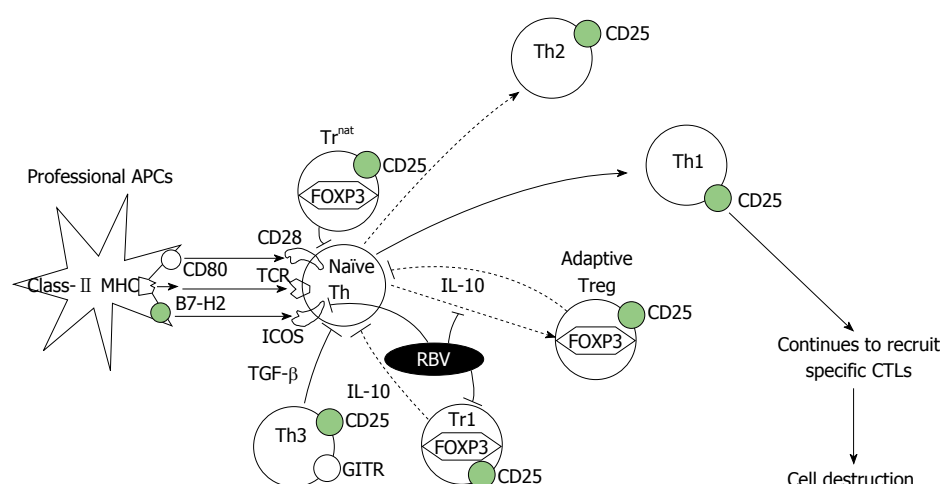 CD25
Th2
Tr^nat
Th1
CD25
CD25
Professional APCs
FOXP3
CD28
Naïve
Th
Adaptive
Treg
CD80
TCR
Class-Ⅱ MHC
IL-10
B7-H2
CD25
ICOS
FOXP3
RBV
Continues to recruit
specific CTLs
TGF-β
IL-10
Th3
CD25
Tr1
FOXP3
GITR
CD25
Cell destruction